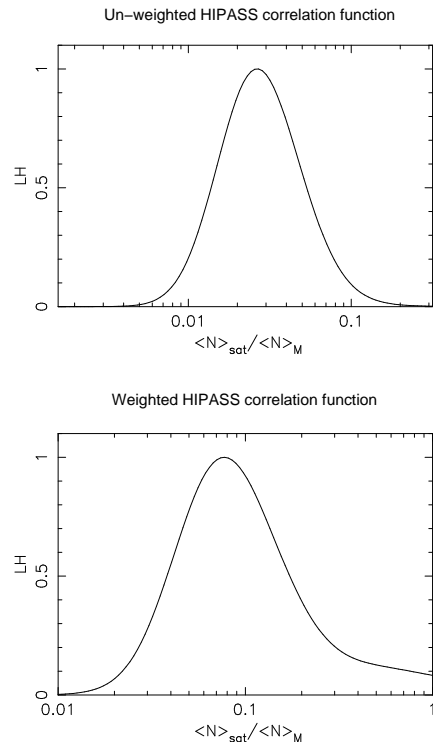 Un-weighted HIPASS correlation function
1
0.5
0
LH
0.01 0.1
<N>sat/<N>M
Weighted HIPASS correlation function
1
0.5
0
LH
0.01 0.1 1
<N>sat/<N>M